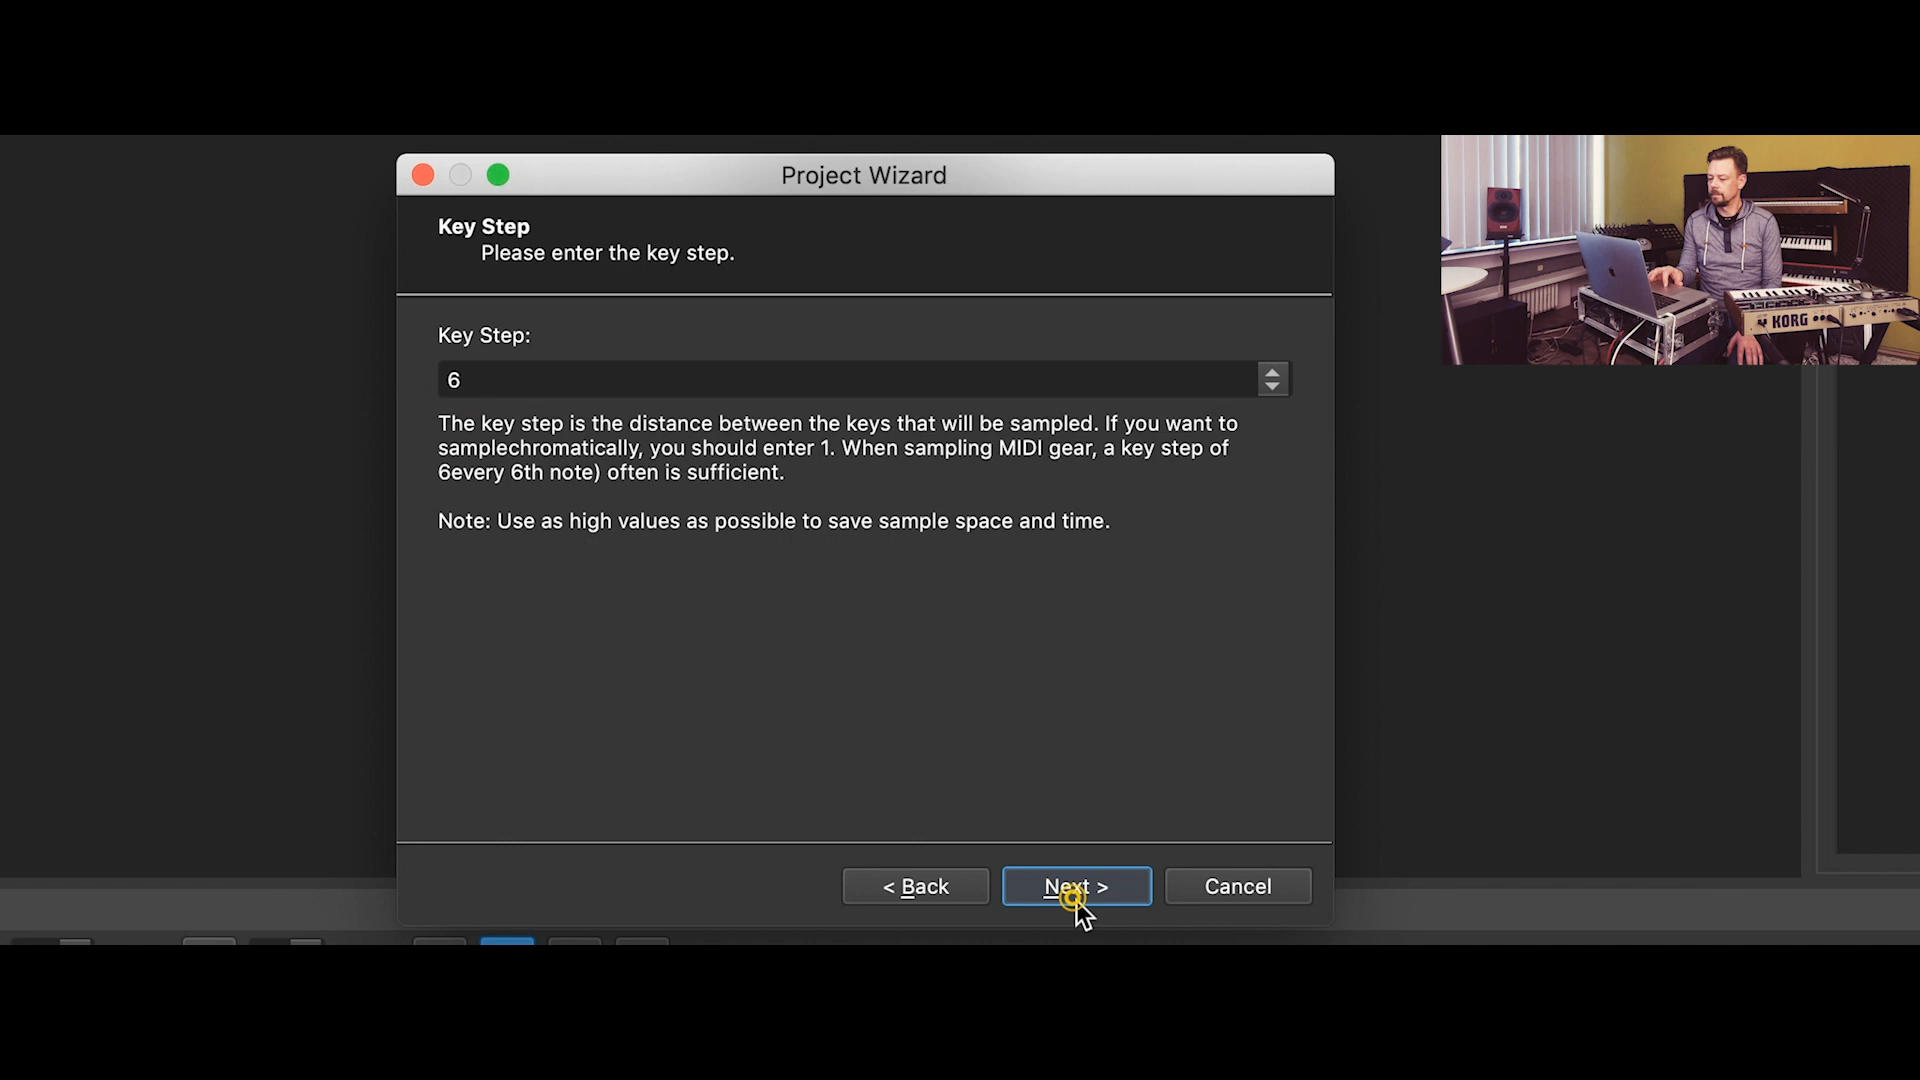 Project Wizard
Key Step
Please enter the key step.
Key Step:
6
The key step is the distance between the keys that will be sampled. If you want to
samplechromatically, you should enter 1. When sampling MIDI gear, a key step of
6every 6th note) often is sufficient.
Note: Use as high values as possible to save sample space and time.
< Back
Next >
Cancel
KORG